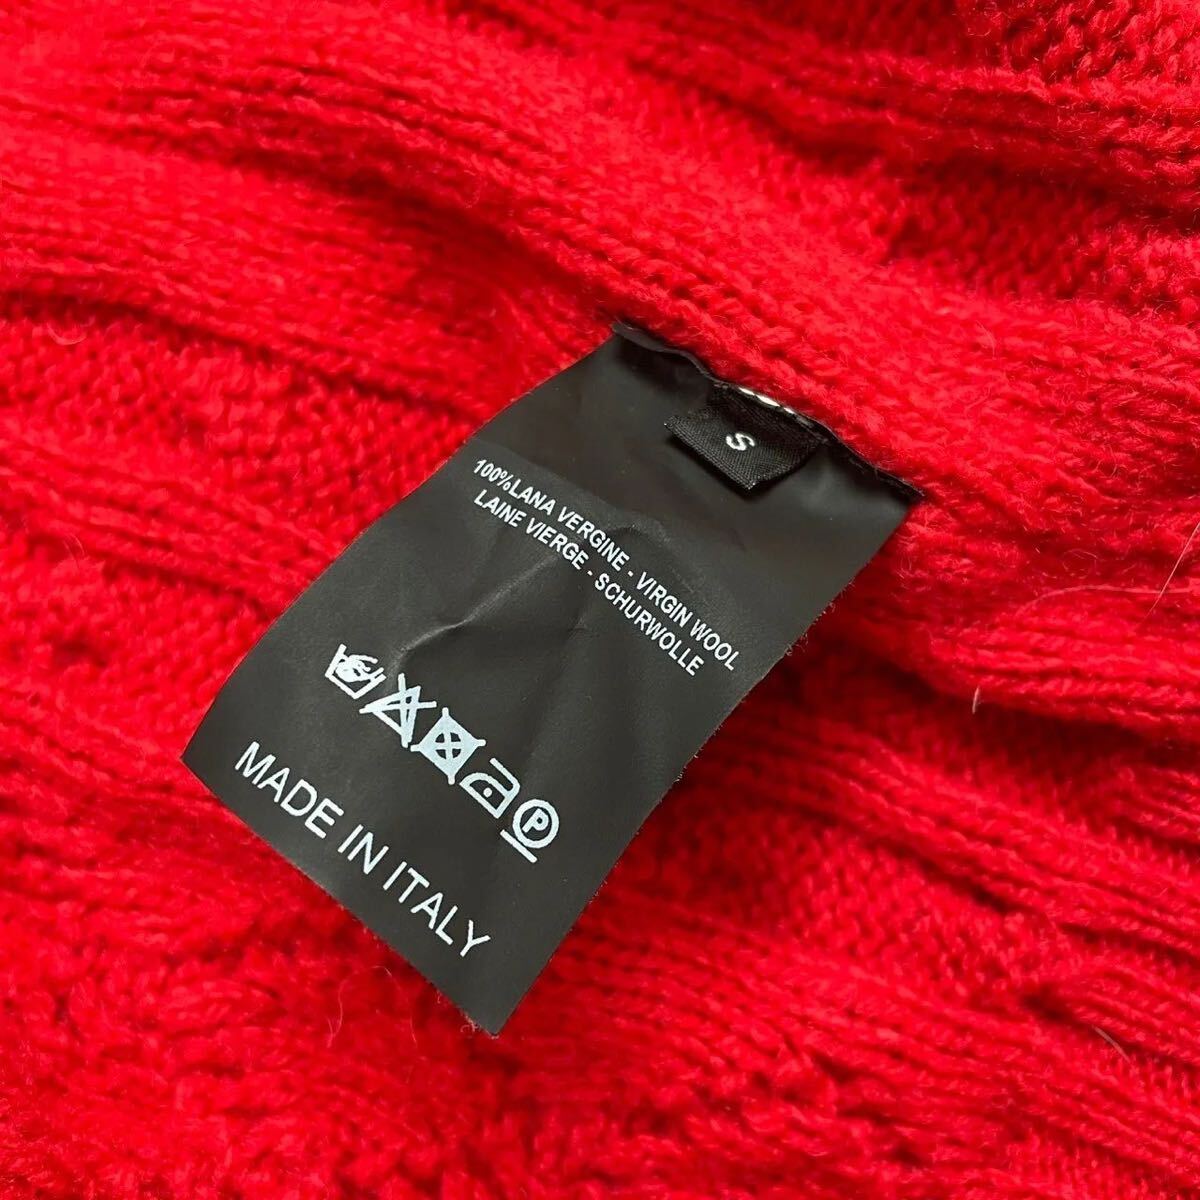 S
100%LANA VERGINE - VIRGIN WOOL
LAINE VIERGE - SCHURWOLLE
P
MADE IN ITALY